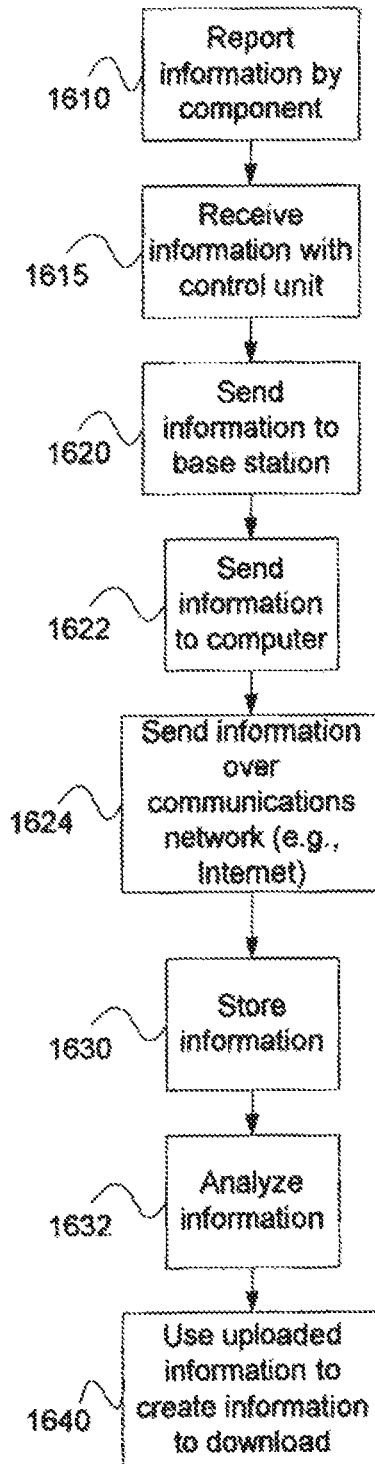 Report
information by
component
1610
Receive
information with
control unit
1615
Send
information to
base station
1620
Send
information
to computer
1622
Send information
over
communications
network (e.g.,
Internet)
1624
Store
information
1630
Analyze
information
1632
Use uploaded
information to
create information
to download
1640